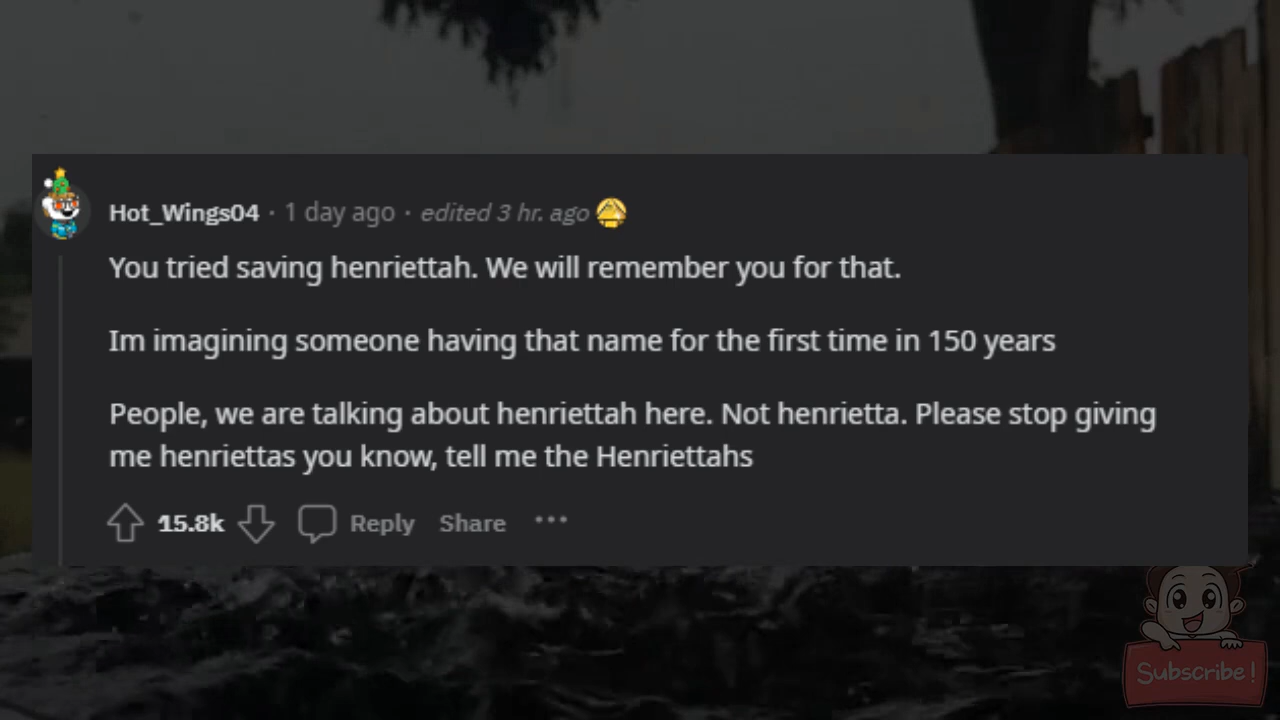 Hot_Wings04 · 1 day ago · edited 3 hr. ago
You tried saving henriettah. We will remember you for that.
Im imagining someone having that name for the first time in 150 years
People, we are talking about henriettah here. Not henrietta. Please stop giving
me henriettas you know, tell me the Henriettahs
15.8k Reply Share ···
Subscribe!